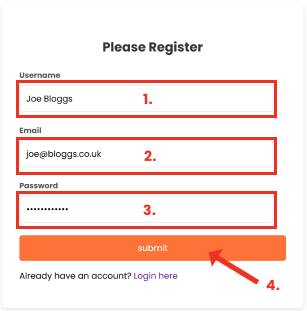 Please Register
Username
Joe Bloggs 1.
Email
joe@bloggs.co.uk 2.
Password
•••••••••••• 3.
submit
Already have an account? Login here
4.